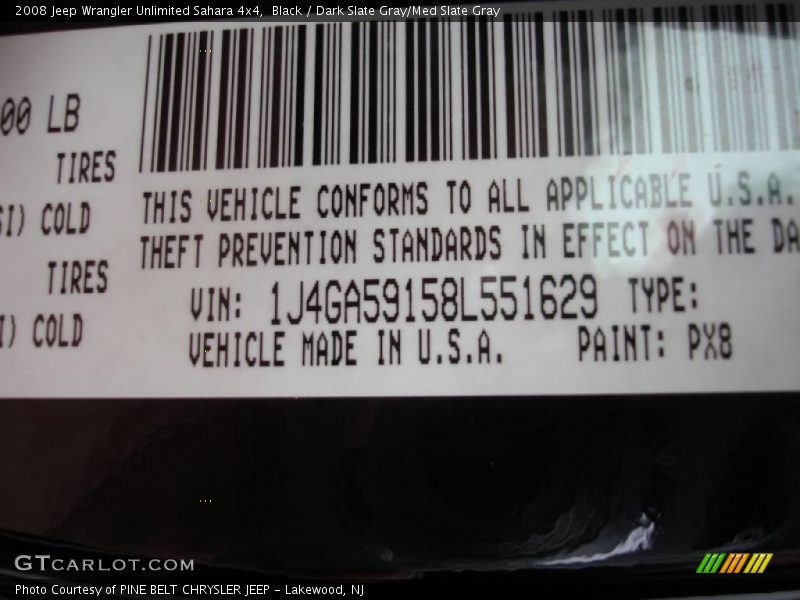 2008 Jeep Wrangler Unlimited Sahara 4x4,  Black / Dark Slate Gray/Med Slate Gray
00 LB
TIRES
SI) COLD
TIRES
I) COLD
THIS VEHICLE CONFORMS TO ALL APPLICABLE U.S.A.
THEFT PREVENTION STANDARDS IN EFFECT ON THE DA
VIN: 1J4GA59158L551629 TYPE:
VEHICLE MADE IN U.S.A. PAINT: PX8
GTCARLOT.COM
Photo Courtesy of PINE BELT CHRYSLER JEEP - Lakewood, NJ